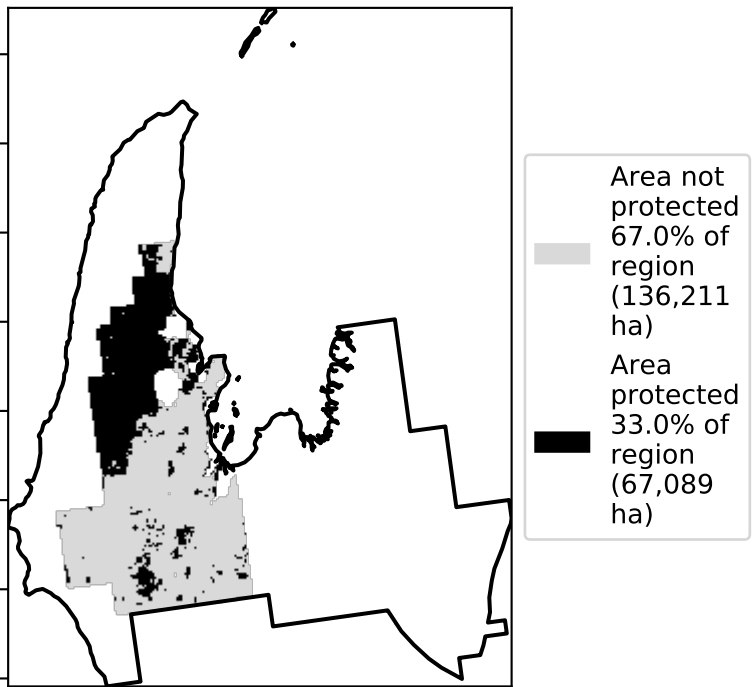 Area not
protected
67.0% of
region
(136,211
ha)
Area
protected
33.0% of
region
(67,089
ha)